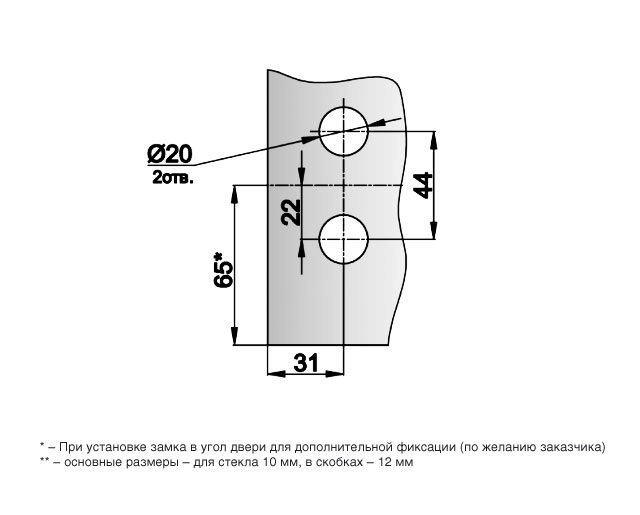 Ø20
2отв.
44
22
65*
31
* – При установке замка в угол двери для дополнительной фиксации (по желанию заказчика)
** – основные размеры – для стекла 10 мм, в скобках – 12 мм